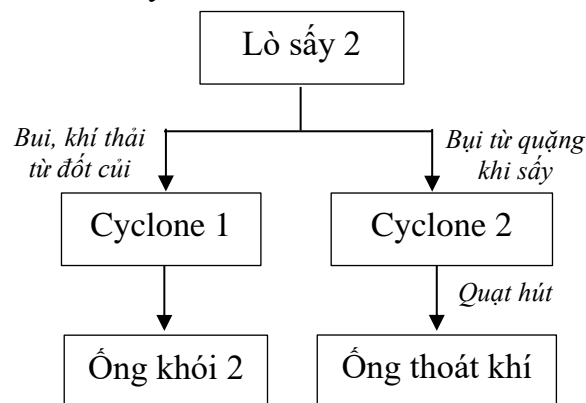 Lò sấy 2
Bui, khí thải
từ đốt củi
Bụi từ quặng
khi sấy
Cyclone 1
Cyclone 2
Quạt hút
Ống khói 2
Ống thoát khí